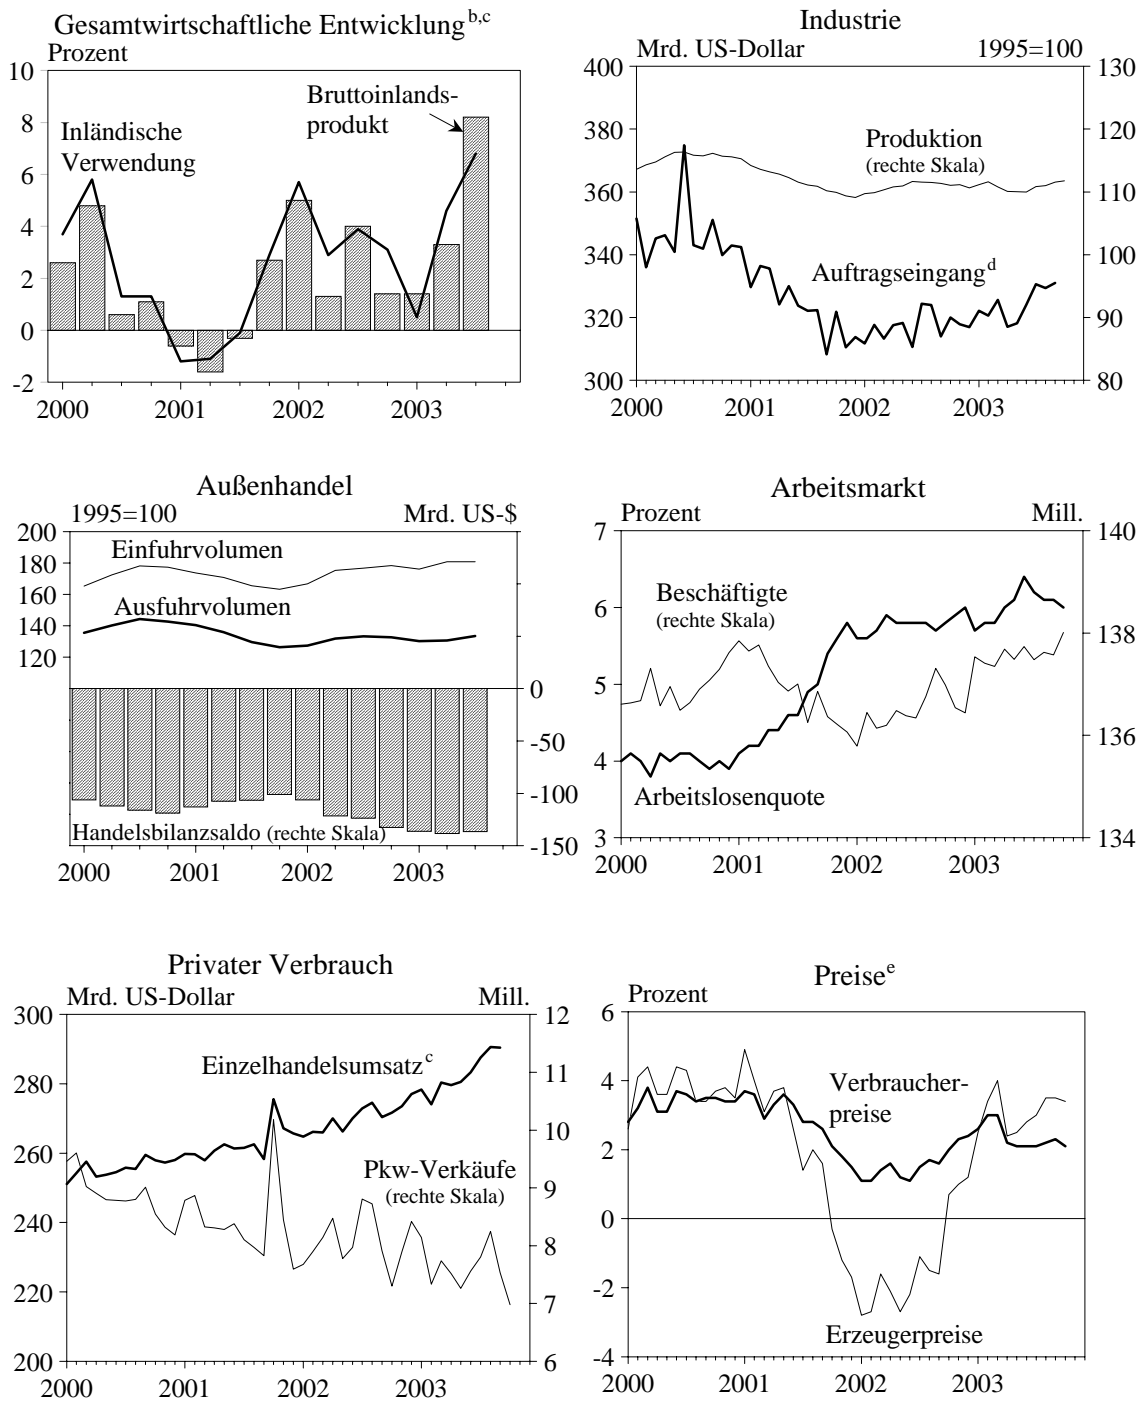 Gesamtwirtschaftliche Entwicklung b,c
Prozent
10
8
6
4
2
0
-2
Inländische
Verwendung
Bruttoinlands-
produkt
2000 2001 2002 2003
Industrie
Mrd. US-Dollar 1995=100
400
380
360
340
320
300
130
120
110
100
90
80
Produktion
(rechte Skala)
Auftragseingang d
2000 2001 2002 2003
Außenhandel
1995=100 Mrd. US-$
200
180
160
140
120
0
-50
-100
-150
Einfuhrvolumen
Ausfuhrvolumen
Handelsbilanzsaldo (rechte Skala)
2000 2001 2002 2003
Arbeitsmarkt
Prozent Mill.
7
6
5
4
3
140
138
136
134
Beschäftigte
(rechte Skala)
Arbeitslosenquote
2000 2001 2002 2003
Privater Verbrauch
Mrd. US-Dollar Mill.
300
280
260
240
220
200
12
11
10
9
8
7
6
Einzelhandelsumsatz c
Pkw-Verkäufe
(rechte Skala)
2000 2001 2002 2003
Preise e
Prozent
6
4
2
0
-2
-4
Verbraucher-
preise
Erzeugerpreise
2000 2001 2002 2003